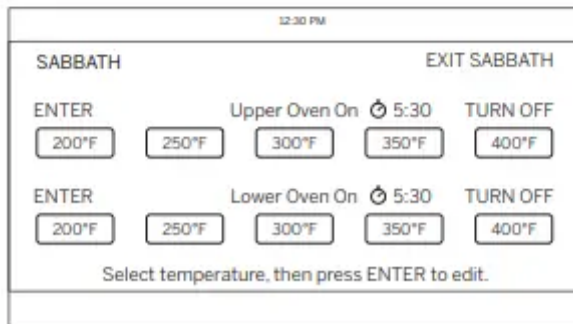 12:30 PM
SABBATH EXIT SABBATH
ENTER Upper Oven On 5:30 TURN OFF
200°F 250°F 300°F 350°F 400°F
ENTER Lower Oven On 5:30 TURN OFF
200°F 250°F 300°F 350°F 400°F
Select temperature, then press ENTER to edit.